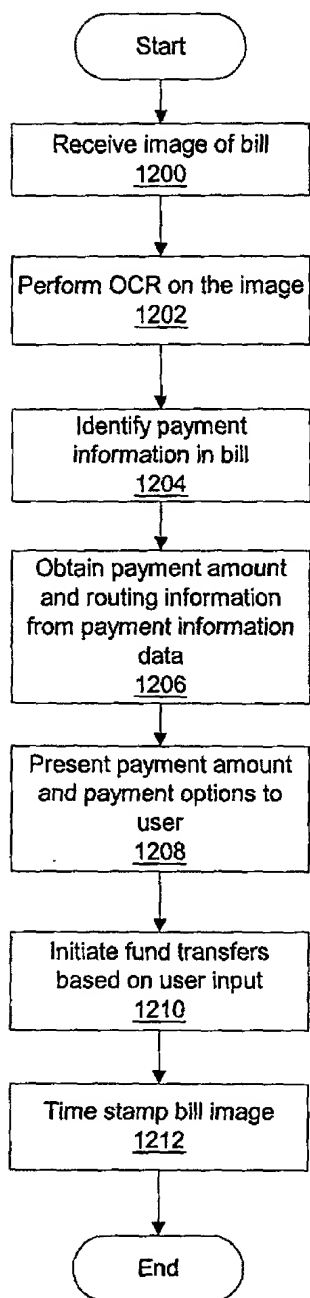 Start
Receive image of bill
1200
Perform OCR on the image
1202
Identify payment
information in bill
1204
Obtain payment amount
and routing information
from payment information
data
1206
Present payment amount
and payment options to
user
1208
Initiate fund transfers
based on user input
1210
Time stamp bill image
1212
End